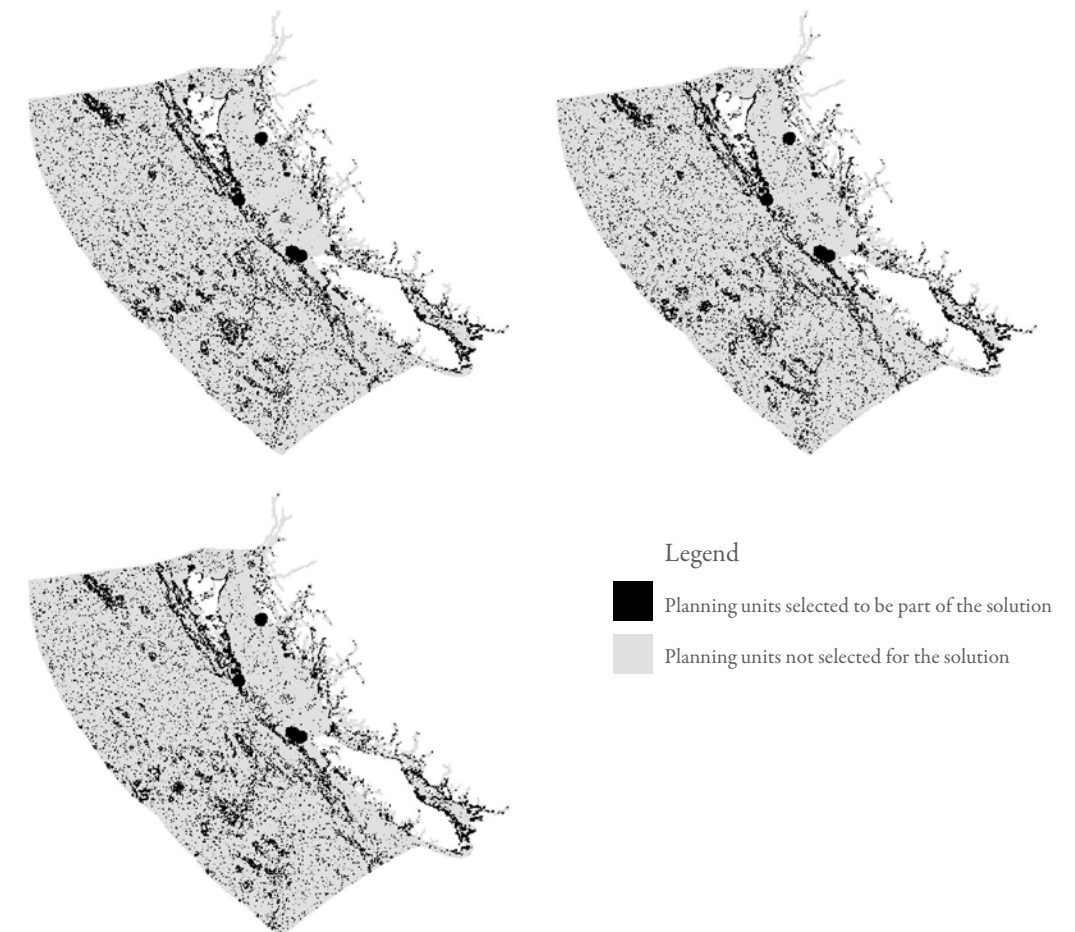 Legend
Planning units selected to be part of the solution
Planning units not selected for the solution